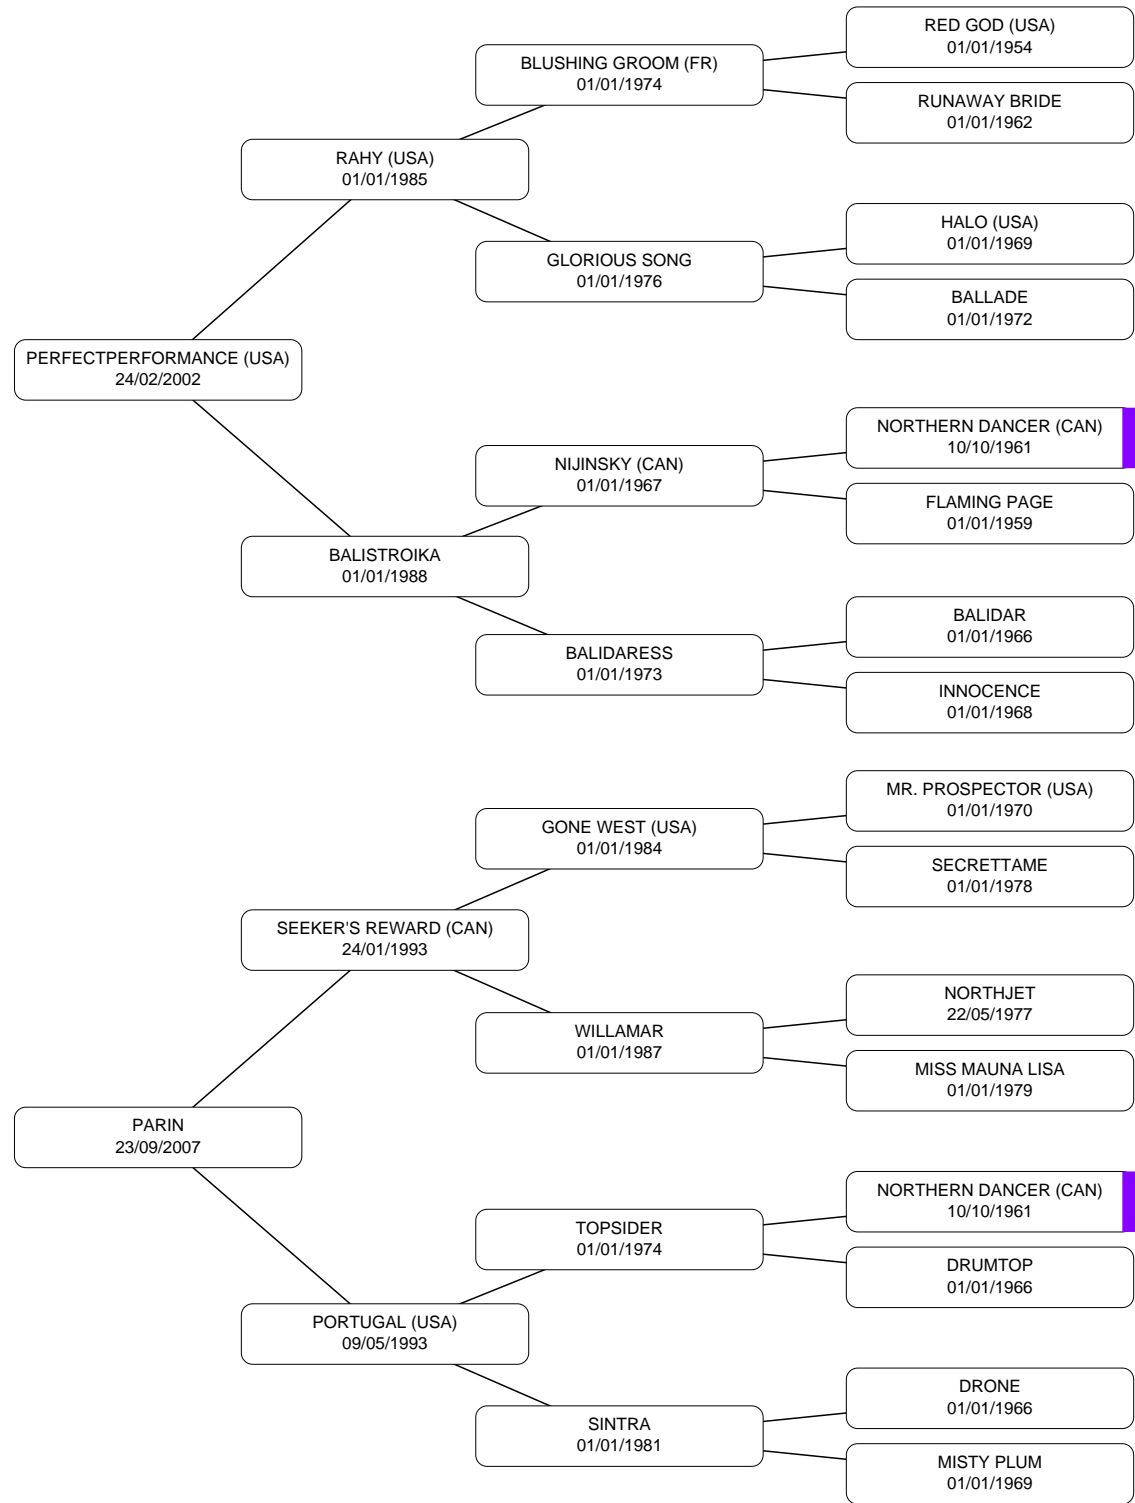 RED GOD (USA)
01/01/1954
BLUSHING GROOM (FR)
01/01/1974
RUNAWAY BRIDE
01/01/1962
RAHY (USA)
01/01/1985
HALO (USA)
01/01/1969
GLORIOUS SONG
01/01/1976
BALLADE
01/01/1972
PERFECTPERFORMANCE (USA)
24/02/2002
NORTHERN DANCER (CAN)
10/10/1961
NIJINSKY (CAN)
01/01/1967
FLAMING PAGE
01/01/1959
BALISTROIKA
01/01/1988
BALIDAR
01/01/1966
BALIDARESS
01/01/1973
INNOCENCE
01/01/1968
MR. PROSPECTOR (USA)
01/01/1970
GONE WEST (USA)
01/01/1984
SECRETTAME
01/01/1978
SEEKER'S REWARD (CAN)
24/01/1993
NORTHJET
22/05/1977
WILLAMAR
01/01/1987
MISS MAUNA LISA
01/01/1979
PARIN
23/09/2007
NORTHERN DANCER (CAN)
10/10/1961
TOPSIDER
01/01/1974
DRUMTOP
01/01/1966
PORTUGAL (USA)
09/05/1993
DRONE
01/01/1966
SINTRA
01/01/1981
MISTY PLUM
01/01/1969